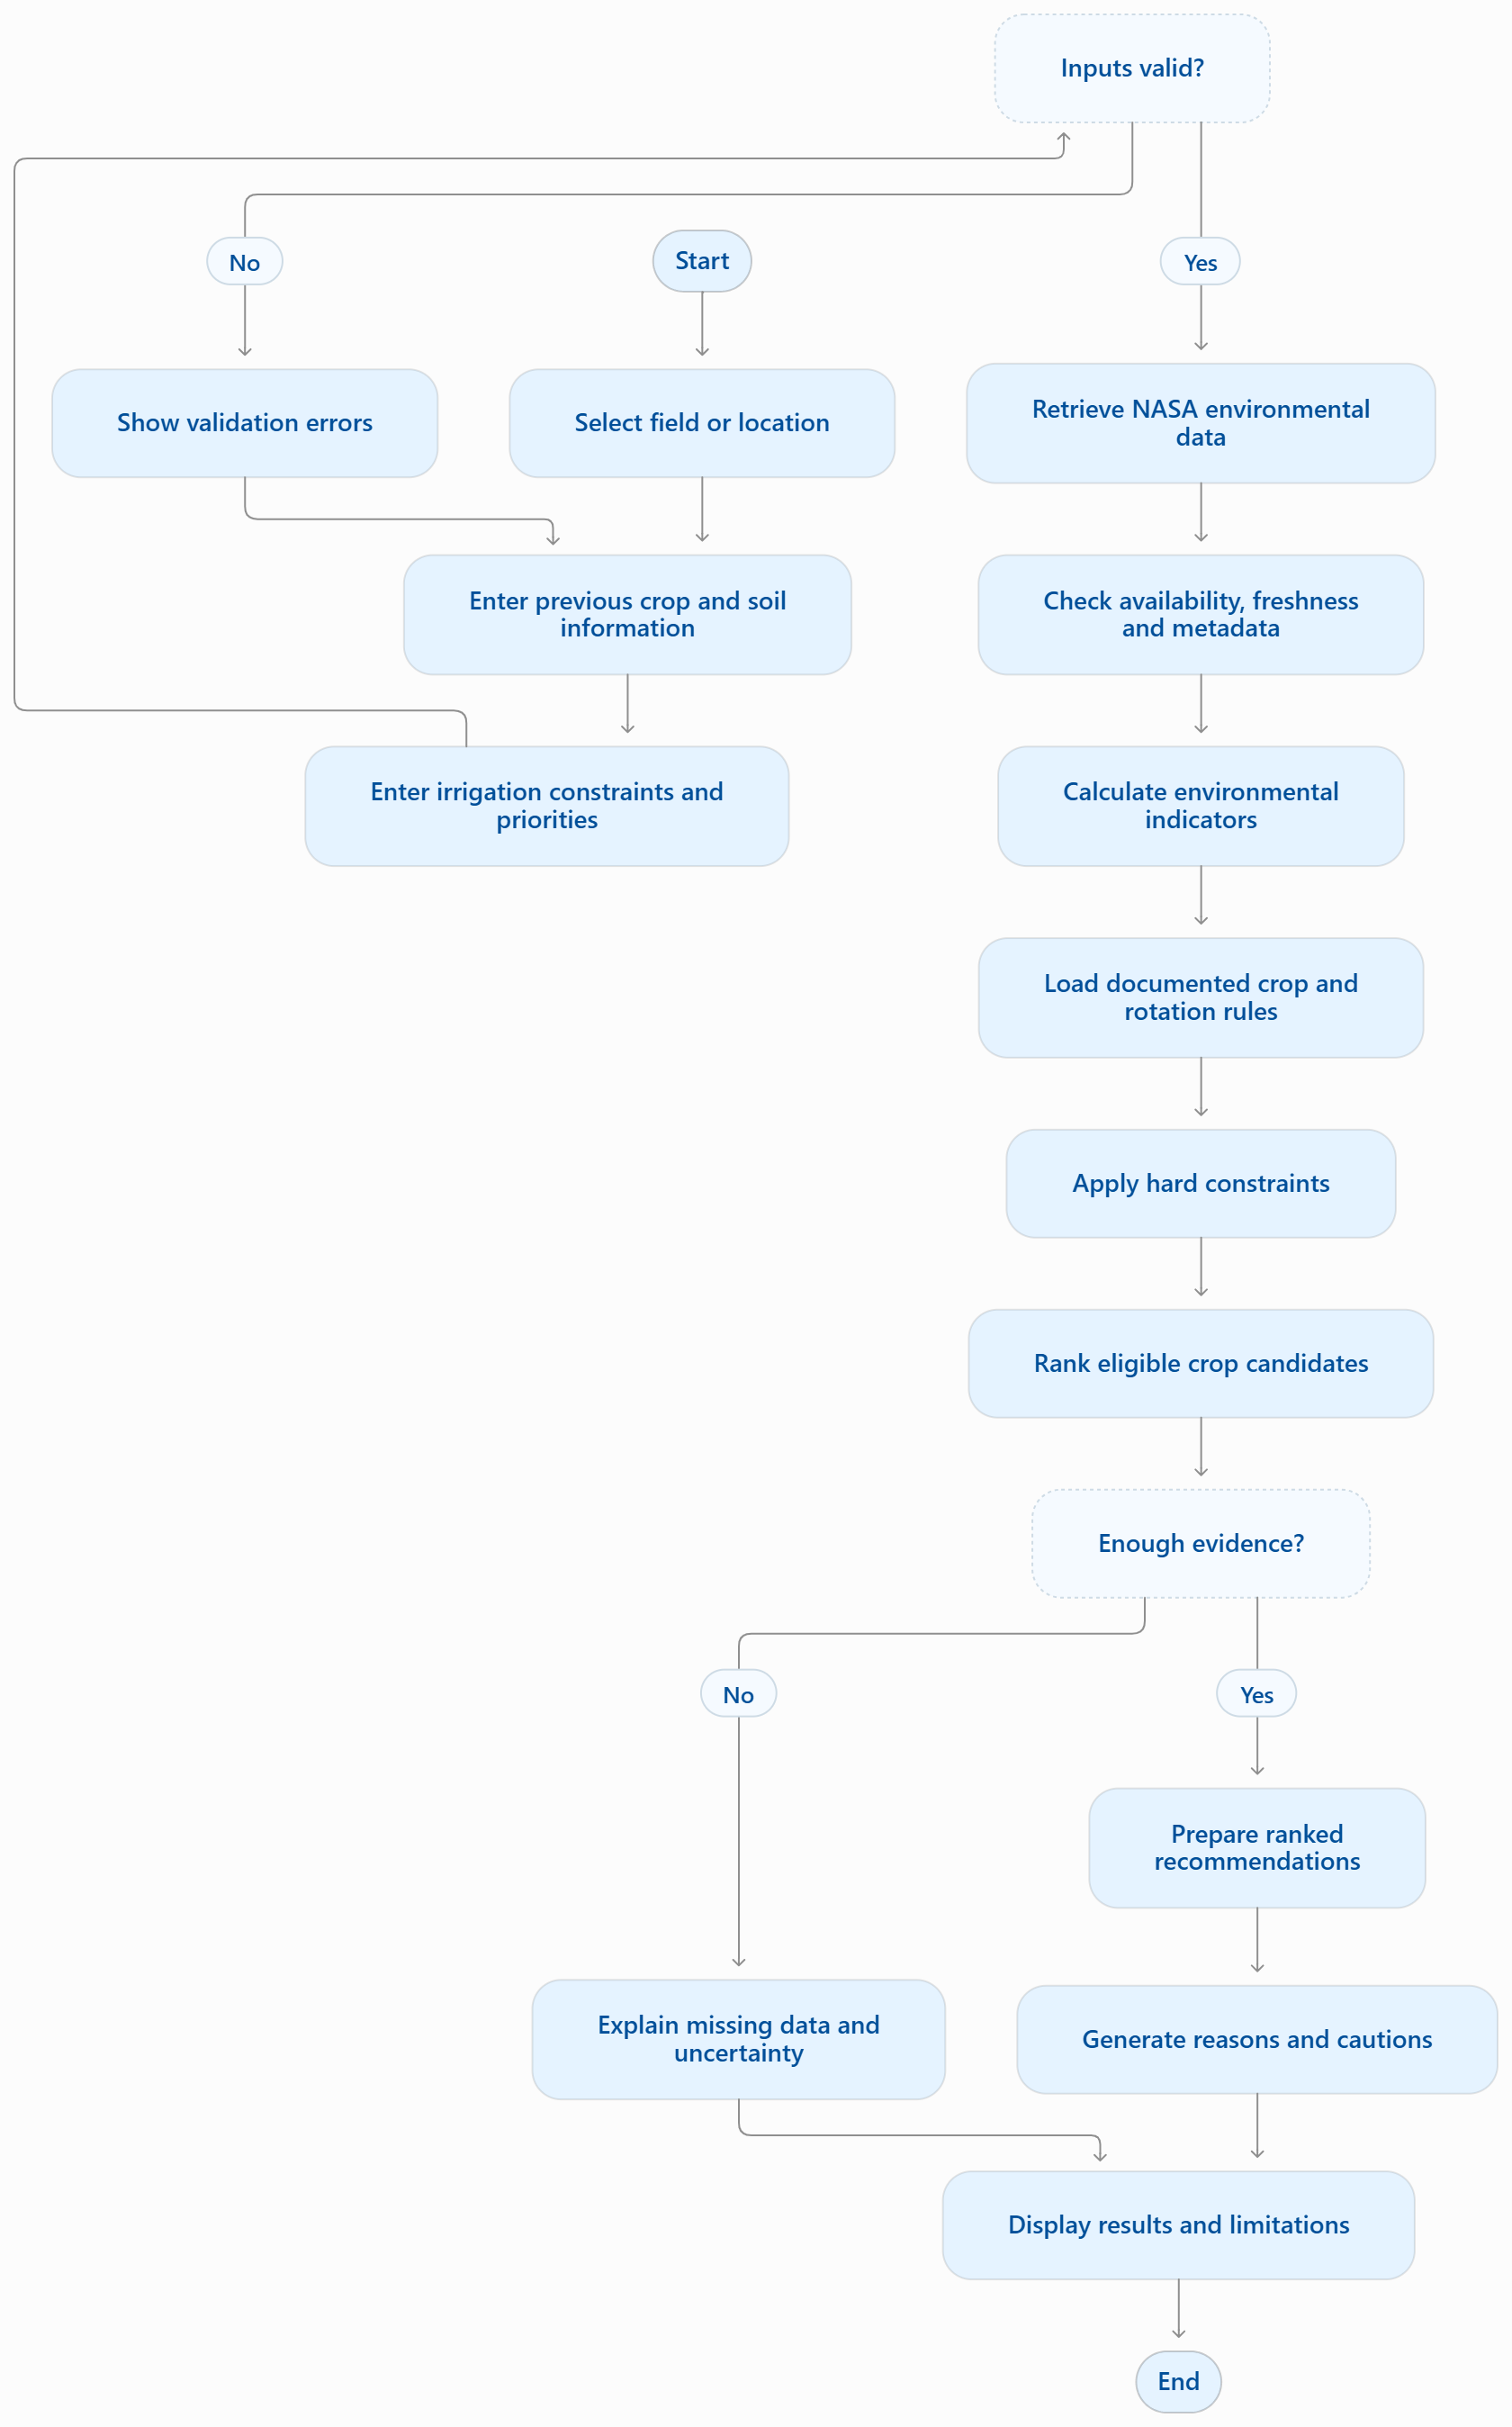 Inputs valid?
No
Start
Yes
Show validation errors
Select field or location
Retrieve NASA environmental
data
Enter previous crop and soil
information
Check availability, freshness
and metadata
Enter irrigation constraints and
priorities
Calculate environmental
indicators
Load documented crop and
rotation rules
Apply hard constraints
Rank eligible crop candidates
Enough evidence?
No
Yes
Prepare ranked
recommendations
Explain missing data and
uncertainty
Generate reasons and cautions
Display results and limitations
End